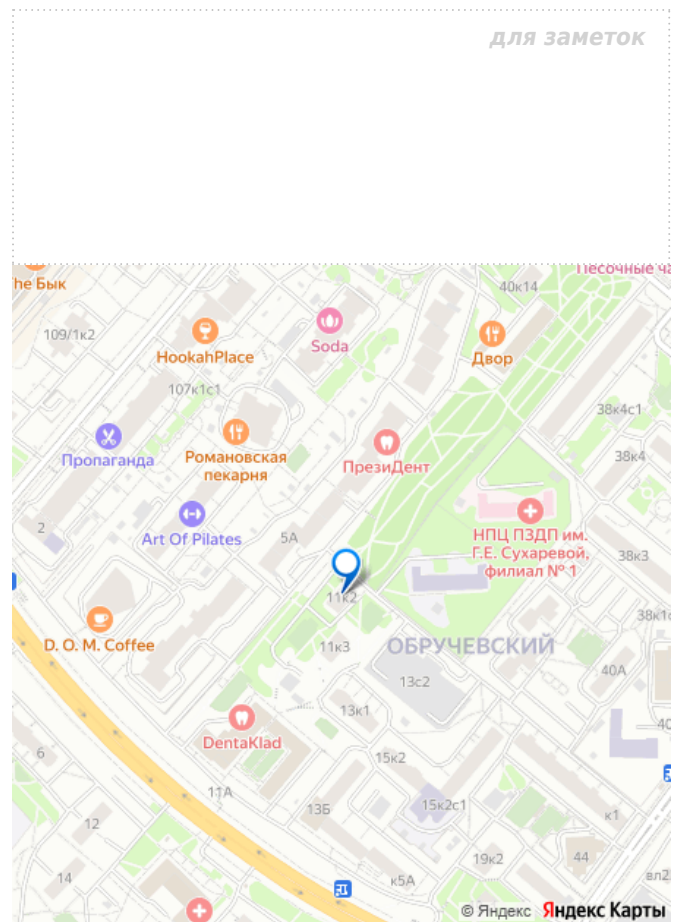 для заметок
he Бык
Песочные ча
40к14
109/1к2
HookahPlace
Soda
Двор
107к1с1
38к4с1
Пропаганда
Романовская
пекарня
ПрезиДент
38к4
2
Art Of Pilates
5А
НПЦ ПЗДП им.
Г.Е. Сухаревой,
филиал № 1
38к3
11к2
38к1с
D. O. M. Coffee
11к3
ОБРУЧЕВСКИЙ
13с2
40А
13к1
40
DentaKlad
6
15к2
11А
15к2с1
13Б
к1
12
19к2
44
14
к5А
вл2
© Яндекс Яндекс Карты